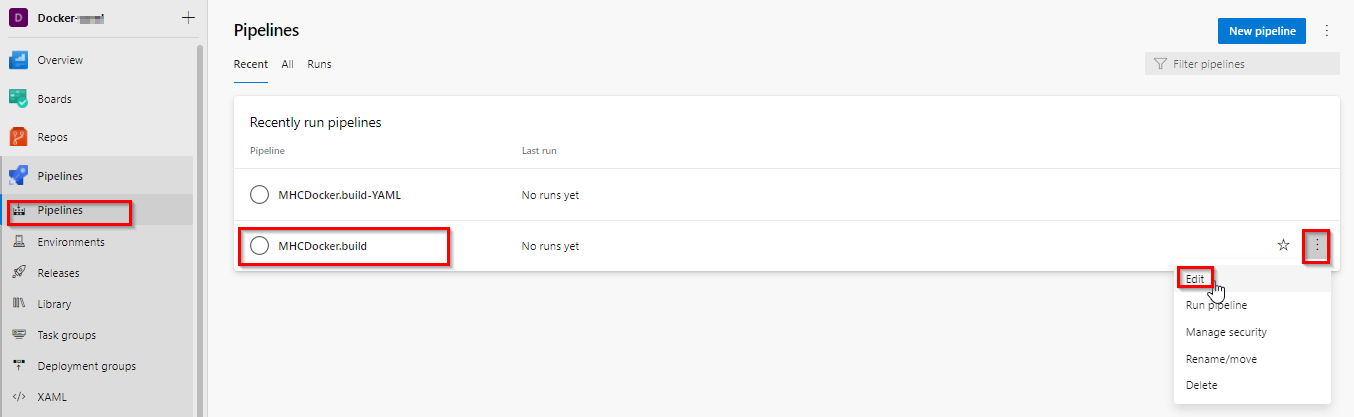 D Docker-
Overview
Boards
Repos
Pipelines
Pipelines
Environments
Releases
Library
Task groups
Deployment groups
XAML
Pipelines
New pipeline
Recent All Runs
Filter pipelines
Recently run pipelines
Pipeline Last run
MHCDocker.build-YAML No runs yet
MHCDocker.build No runs yet
Edit
Run pipeline
Manage security
Rename/move
Delete